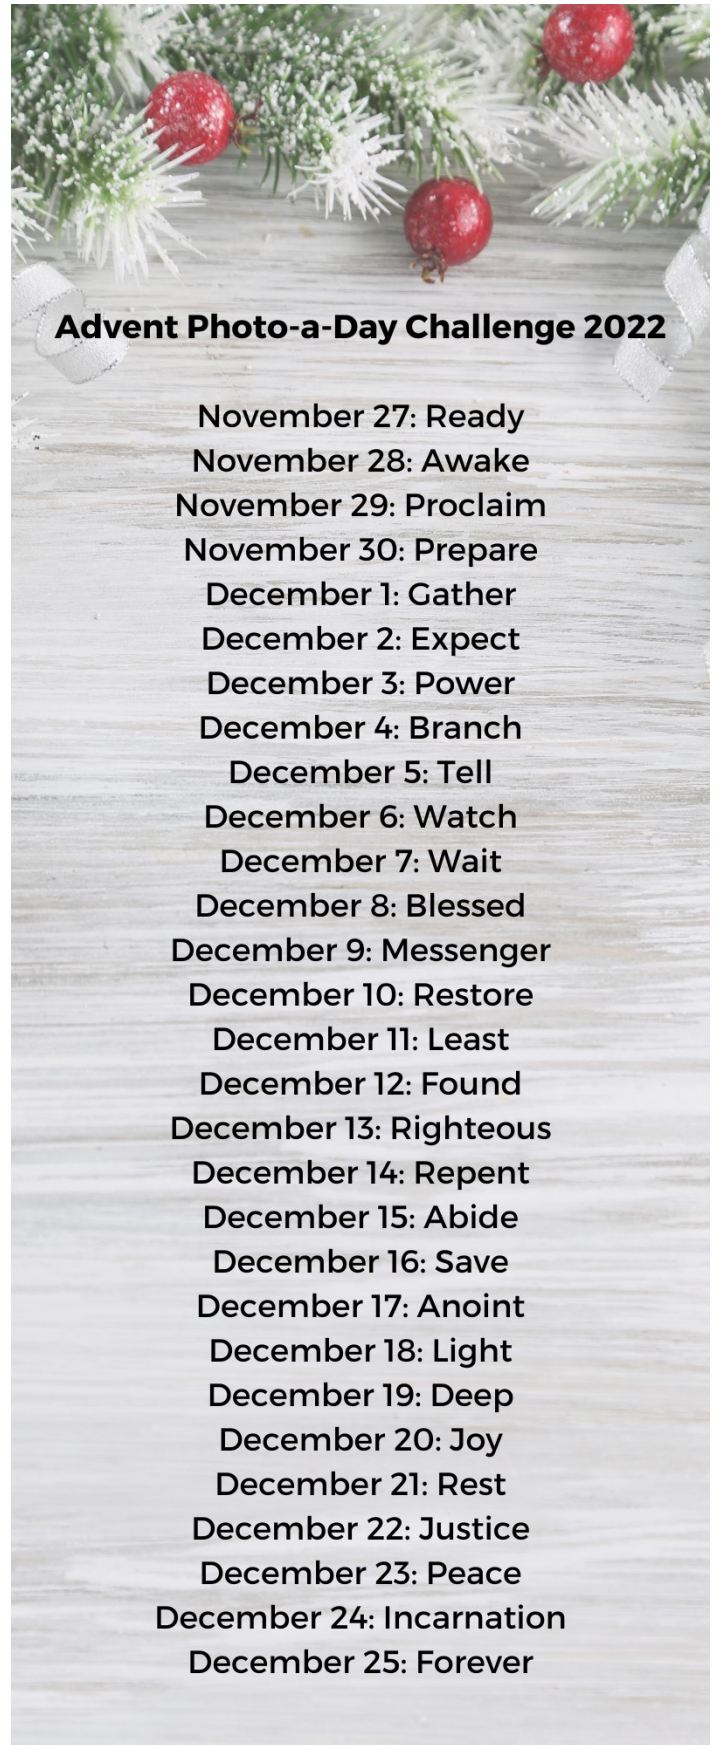 Advent Photo-a-Day Challenge 2022
November 27: Ready
November 28: Awake
November 29: Proclaim
November 30: Prepare
December 1: Gather
December 2: Expect
December 3: Power
December 4: Branch
December 5: Tell
December 6: Watch
December 7: Wait
December 8: Blessed
December 9: Messenger
December 10: Restore
December 11: Least
December 12: Found
December 13: Righteous
December 14: Repent
December 15: Abide
December 16: Save
December 17: Anoint
December 18: Light
December 19: Deep
December 20: Joy
December 21: Rest
December 22: Justice
December 23: Peace
December 24: Incarnation
December 25: Forever